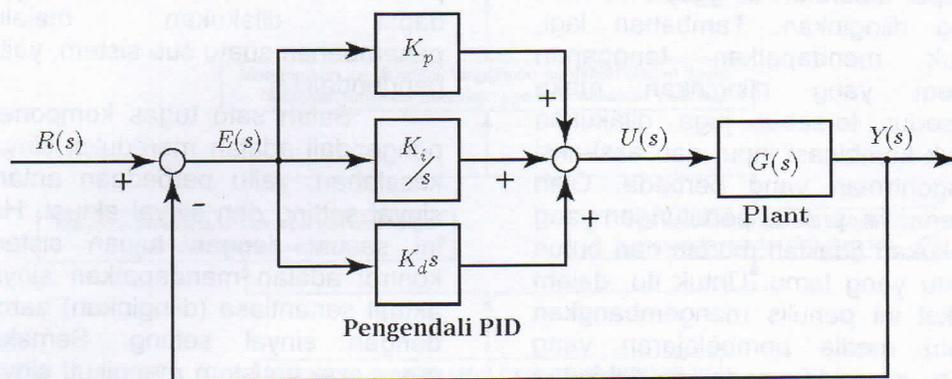 K_p
+
R(s) E(s) K_i/s U(s) G(s) Y(s)
+ - + +
Plant
K_d s
Pengendali PID